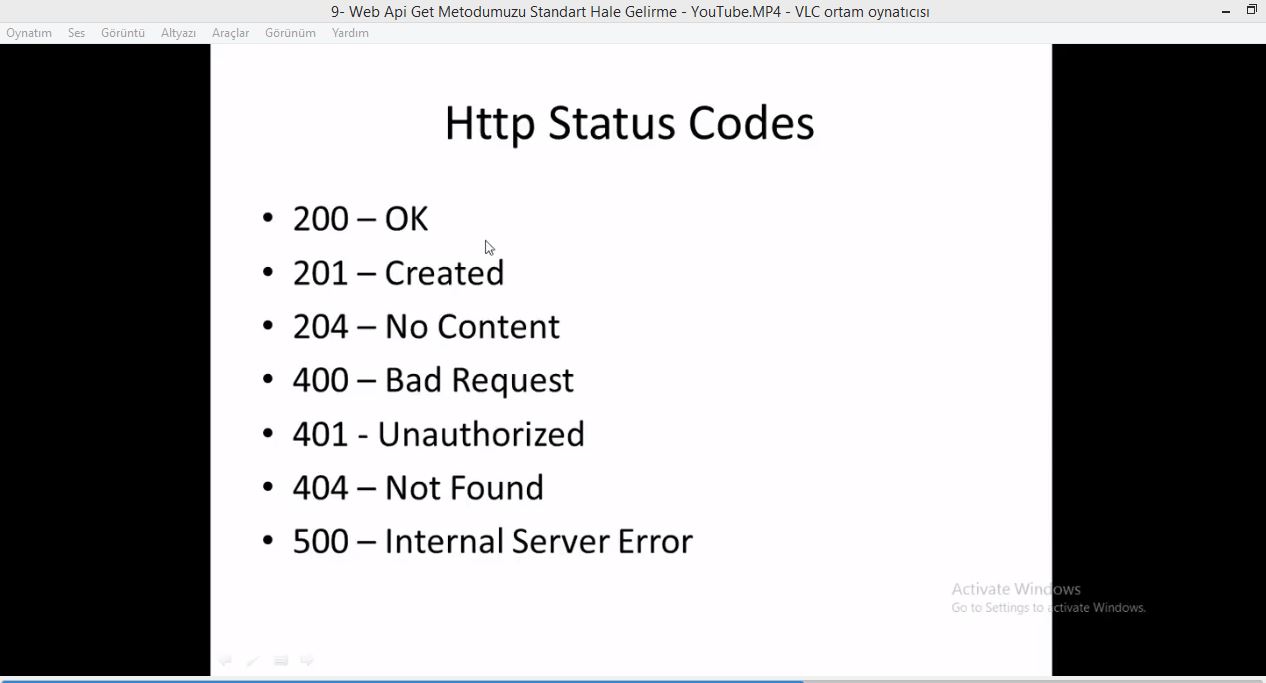 9- Web Api Get Metodumuzu Standart Hale Gelirme - YouTube.MP4 - VLC ortam oynatıcısı
Oynatım Ses Görüntü Altyazı Araçlar Görünüm Yardım
Http Status Codes
• 200 – OK
• 201 – Created
• 204 – No Content
• 400 – Bad Request
• 401 - Unauthorized
• 404 – Not Found
• 500 – Internal Server Error
Activate Windows
Go to Settings to activate Windows.